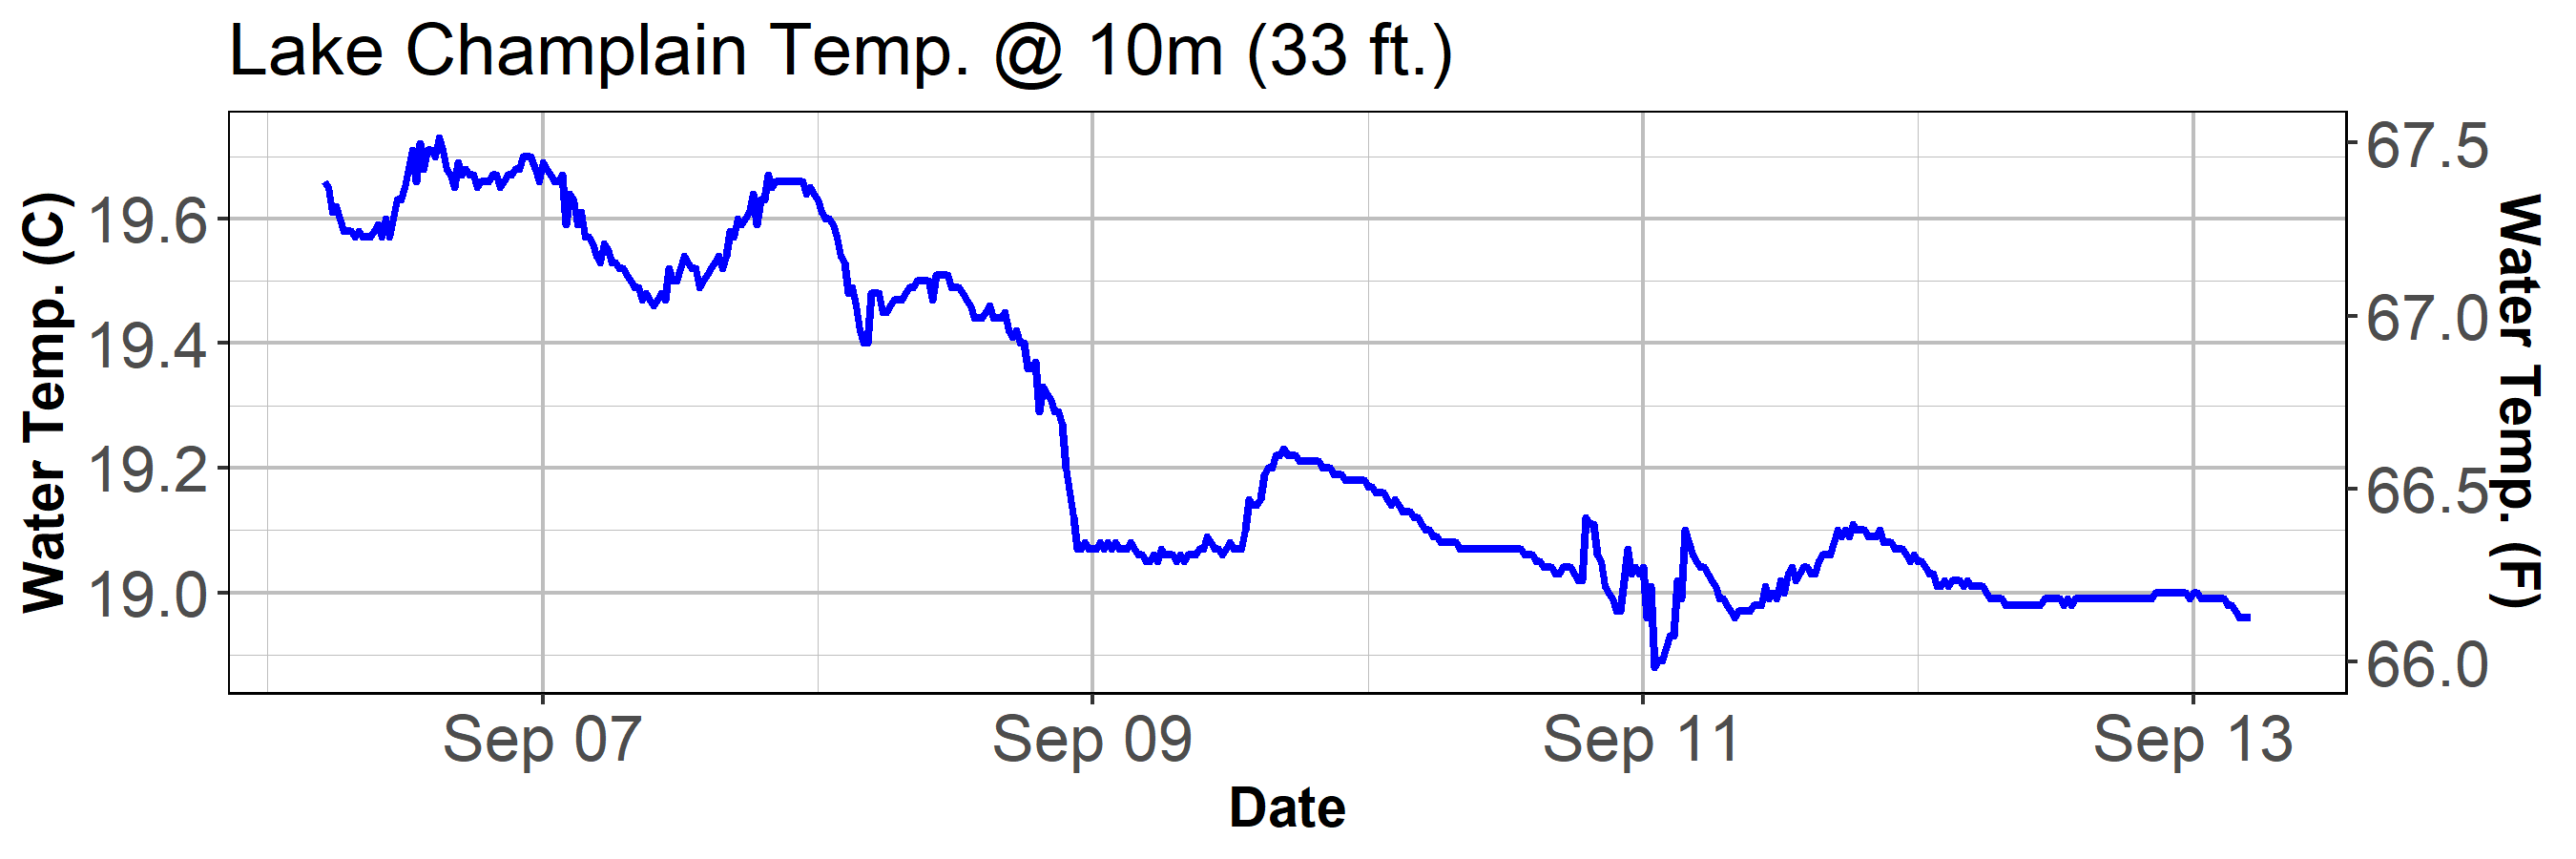 Lake Champlain Temp. @ 10m (33 ft.)
Water Temp. (C)
19.6
19.4
19.2
19.0
67.5
67.0
66.5
66.0
Water Temp. (F)
Sep 07
Sep 09
Sep 11
Sep 13
Date